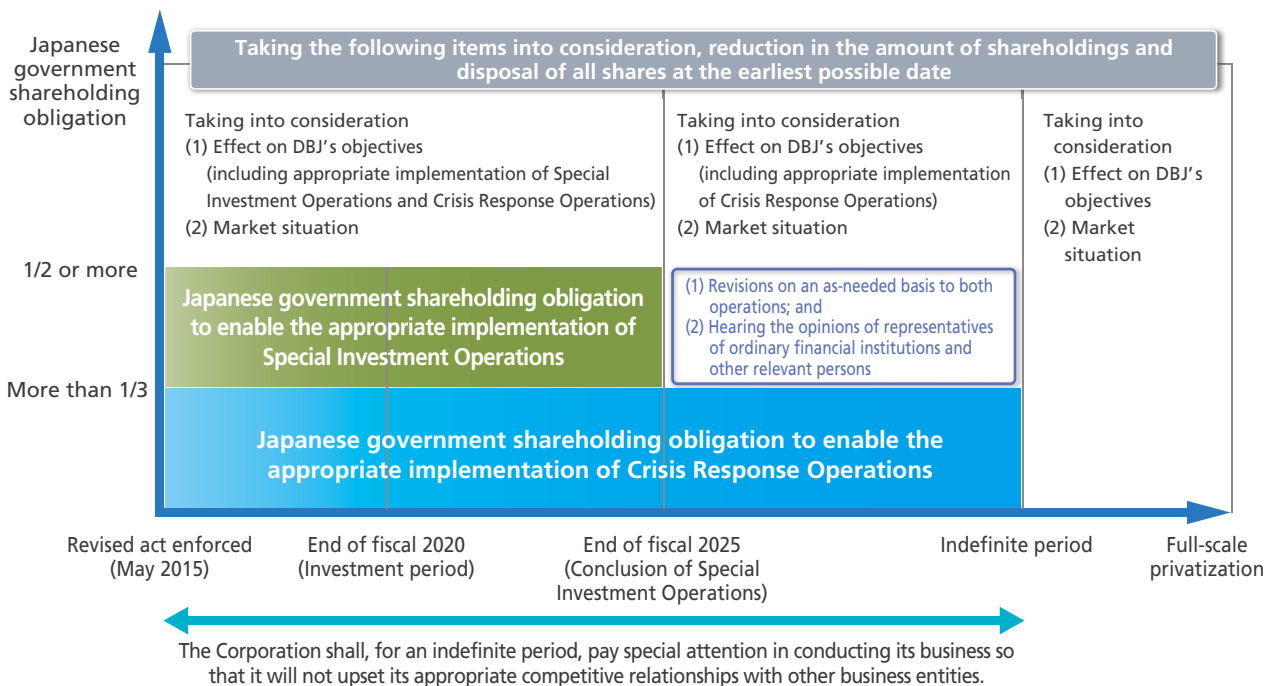 Japanese
government
shareholding
obligation
Taking the following items into consideration, reduction in the amount of shareholdings and
disposal of all shares at the earliest possible date
Taking into consideration
(1) Effect on DBJ's objectives
(including appropriate implementation of Special
Investment Operations and Crisis Response Operations)
(2) Market situation
Taking into consideration
(1) Effect on DBJ's objectives
(including appropriate implementation
of Crisis Response Operations)
(2) Market situation
Taking into
consideration
(1) Effect on DBJ's
objectives
(2) Market
situation
1/2 or more
Japanese government shareholding obligation
to enable the appropriate implementation of
Special Investment Operations
(1) Revisions on an as-needed basis to both
operations; and
(2) Hearing the opinions of representatives
of ordinary financial institutions and
other relevant persons
More than 1/3
Japanese government shareholding obligation to enable the
appropriate implementation of Crisis Response Operations
Revised act enforced
(May 2015)
End of fiscal 2020
(Investment period)
End of fiscal 2025
(Conclusion of Special
Investment Operations)
Indefinite period
Full-scale
privatization
The Corporation shall, for an indefinite period, pay special attention in conducting its business so
that it will not upset its appropriate competitive relationships with other business entities.